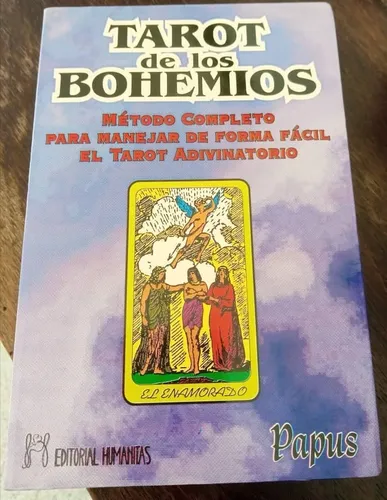 TAROT
de los
BOHEMIOS
MÉTODO COMPLETO
PARA MANEJAR DE FORMA FÁCIL
EL TAROT ADIVINATORIO
EL ENAMORADO
EDITORIAL HUMANITAS
Papus